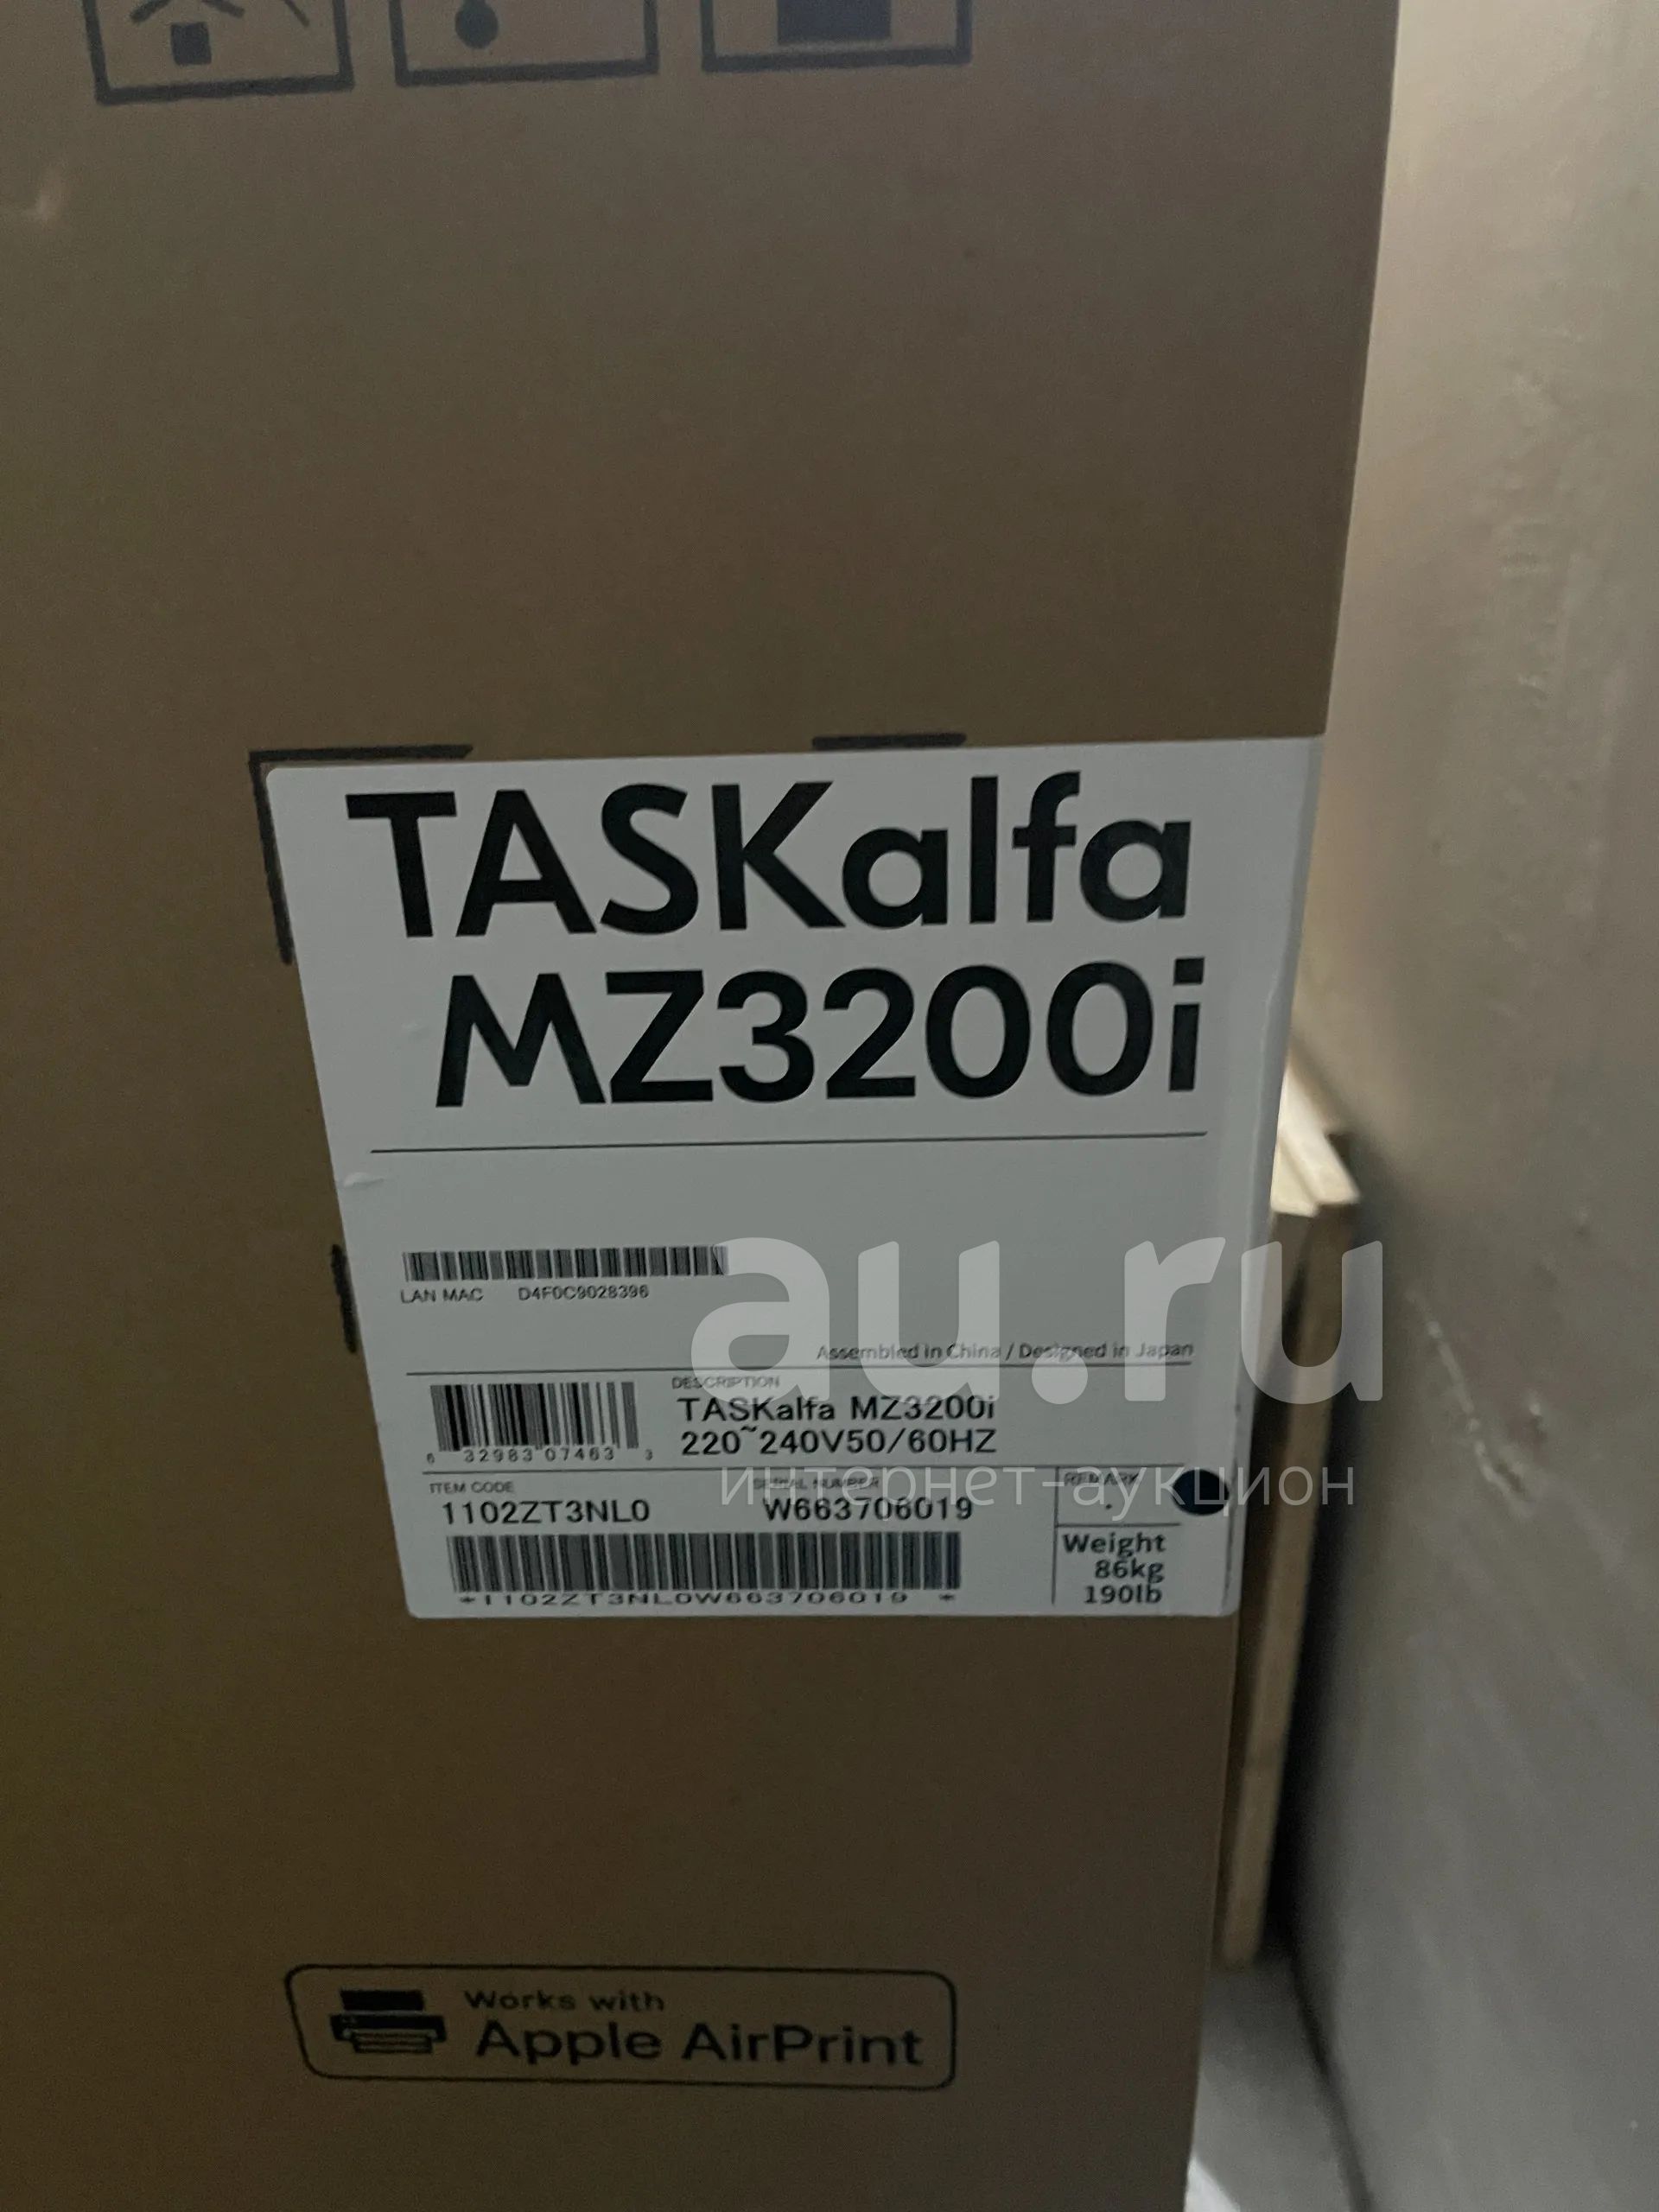 TASKalfa
MZ3200i
LAN MAC D4F0C9028396
au.ru
Assembled in China / Designed in Japan
DESCRIPTION
TASKalfa MZ3200i
220~240V50/60HZ
6 32983 07463 3
интернет-аукцион
ITEM CODE
SERIAL NUMBER
REMARK
1102ZT3NL0
W663706019
-
Weight
86kg
190lb
*1102ZT3NL0W663706019 *
Works with
Apple AirPrint